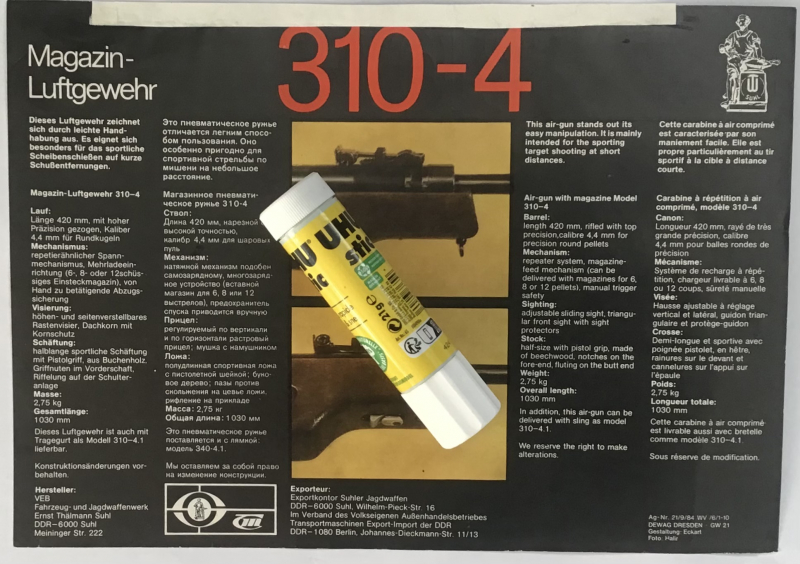 Magazin-
Luftgewehr
310-4
Dieses Luftgewehr zeichnet
sich durch leichte Hand-
habung aus. Es eignet sich
besonders für das sportliche
Scheibenschießen auf kurze
Schußentfernungen.
Magazin-Luftgewehr 310-4
Lauf:
Länge 420 mm, mit hoher
Präzision gezogen, Kaliber
4,4 mm für Rundkugeln
Mechanismus:
repetierähnlicher Spann-
mechanismus, Mehrladeein-
richtung (6-, 8- oder 12schüs-
siges Einsteckmagazin), von
Hand zu betätigende Abzugs-
sicherung
Visierung:
höhen- und seitenverstellbares
Rastenvisier, Dachkorn mit
Kornschutz
Schäftung:
halblange sportliche Schäftung
mit Pistolgriff, aus Buchenholz.
Griffnuten im Vorderschaft,
Riffelung auf der Schulter-
anlage
Masse:
2,75 kg
Gesamtlänge:
1030 mm
Dieses Luftgewehr ist auch mit
Tragegurt als Modell 310-4.1
lieferbar.
Konstruktionsänderungen vor-
behalten.
Hersteller:
VEB
Fahrzeug- und Jagdwaffenwerk
Ernst Thälmann Suhl
DDR-6000 Suhl
Meininger Str. 222
Это пневматическое ружье
отличается легким спосо-
бом пользования. Оно
особенно пригодно для
спортивной стрельбы по
мишени на небольшое
расстояние.
Магазинное пневмати-
ческое ружье 310-4
Ствол:
Длина 420 мм, нарезной с
высокой точностью,
калибр 4,4 мм для шаровых
пуль
Механизм:
натяжной механизм подобен
самозарядному, многозаряд-
ное устройство (вставной
магазин для 6, 8 или 12
выстрелов), предохранитель
спуска приводится вручную
Прицел:
регулируемый по вертикали
и по горизонтали растровый
прицел; мушка с намушником
Ложа:
полудлинная спортивная ложа
с пистолетной шейкой; буко-
вое дерево; пазы против
скольжения на цевье ложи,
рифление на прикладе
Масса: 2,75 кг
Общая длина: 1030 мм
Это пневматическое ружье
поставляется и с лямкой:
модель 340-4.1.
Мы оставляем за собой право
на изменение конструкции.
UHU
stic
21g ℮
Exporteur:
Exportkontor Suhler Jagdwaffen
DDR-6000 Suhl, Wilhelm-Pieck-Str. 16
Im Verband des Volkseigenen Außenhandelsbetriebes
Transportmaschinen Export-Import der DDR
DDR-1080 Berlin, Johannes-Dieckmann-Str. 11/13
This air-gun stands out its
easy manipulation. It is mainly
intended for the sporting
target shooting at short
distances.
Air-gun with magazine Model
310-4
Barrel:
length 420 mm, rifled with top
precision,calibre 4,4 mm for
precision round pellets
Mechanism:
repeater system, magazine-
feed mechanism (can be
delivered with magazines for 6,
8 or 12 pellets), manual trigger
safety
Sighting:
adjustable sliding sight, triangu-
lar front sight with sight
protectors
Stock:
half-size with pistol grip, made
of beechwood, notches on the
fore-end, fluting on the butt end
Weight:
2,75 kg
Overall length:
1030 mm
In addition, this air-gun can be
delivered with sling as model
310-4.1.
We reserve the right to make
alterations.
SUHL
Cette carabine à air comprimé
est caracterisée par son
maniement facile. Elle est
propre particulièrement au tir
sportif à la cible à distance
courte.
Carabine à répétition à air
comprimé, modèle 310-4
Canon:
Longueur 420 mm, rayé de très
grande précision, calibre
4,4 mm pour balles rondes de
précision
Mécanisme:
Système de recharge à répé-
tition, chargeur livrable à 6, 8
ou 12 coups, sûreté manuelle
Visée:
Hausse ajustable à réglage
vertical et latéral, guidon trian-
gulaire et protège-guidon
Crosse:
Demi-longue et sportive avec
poignée pistolet, en hêtre,
rainures sur le devant et
cannelures sur l'appui sur
l'épaule
Poids:
2,75 kg
Longueur totale:
1030 mm
Cette carabine à air comprimé
est livrable aussi avec bretelle
comme modèle 310-4.1.
Sous réserve de modification.
Ag-Nr. 21/9/84 WV /6/1-10
DEWAG DRESDEN · GW 21
Gestaltung: Eckart
Foto: Halir